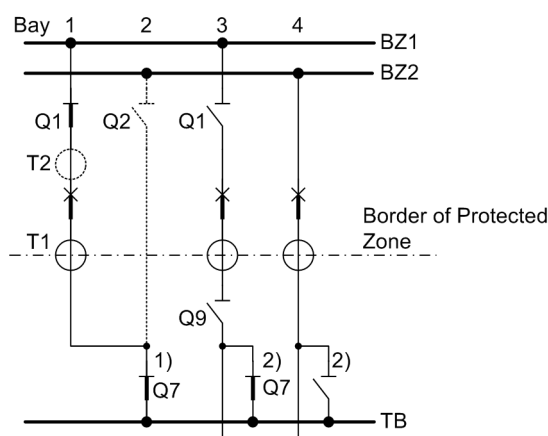 Bay 1 2 3 4
BZ1
BZ2
Q1 Q2 Q1
T2
Border of Protected
Zone
T1
Q9
1) 2) 2)
Q7 Q7
TB